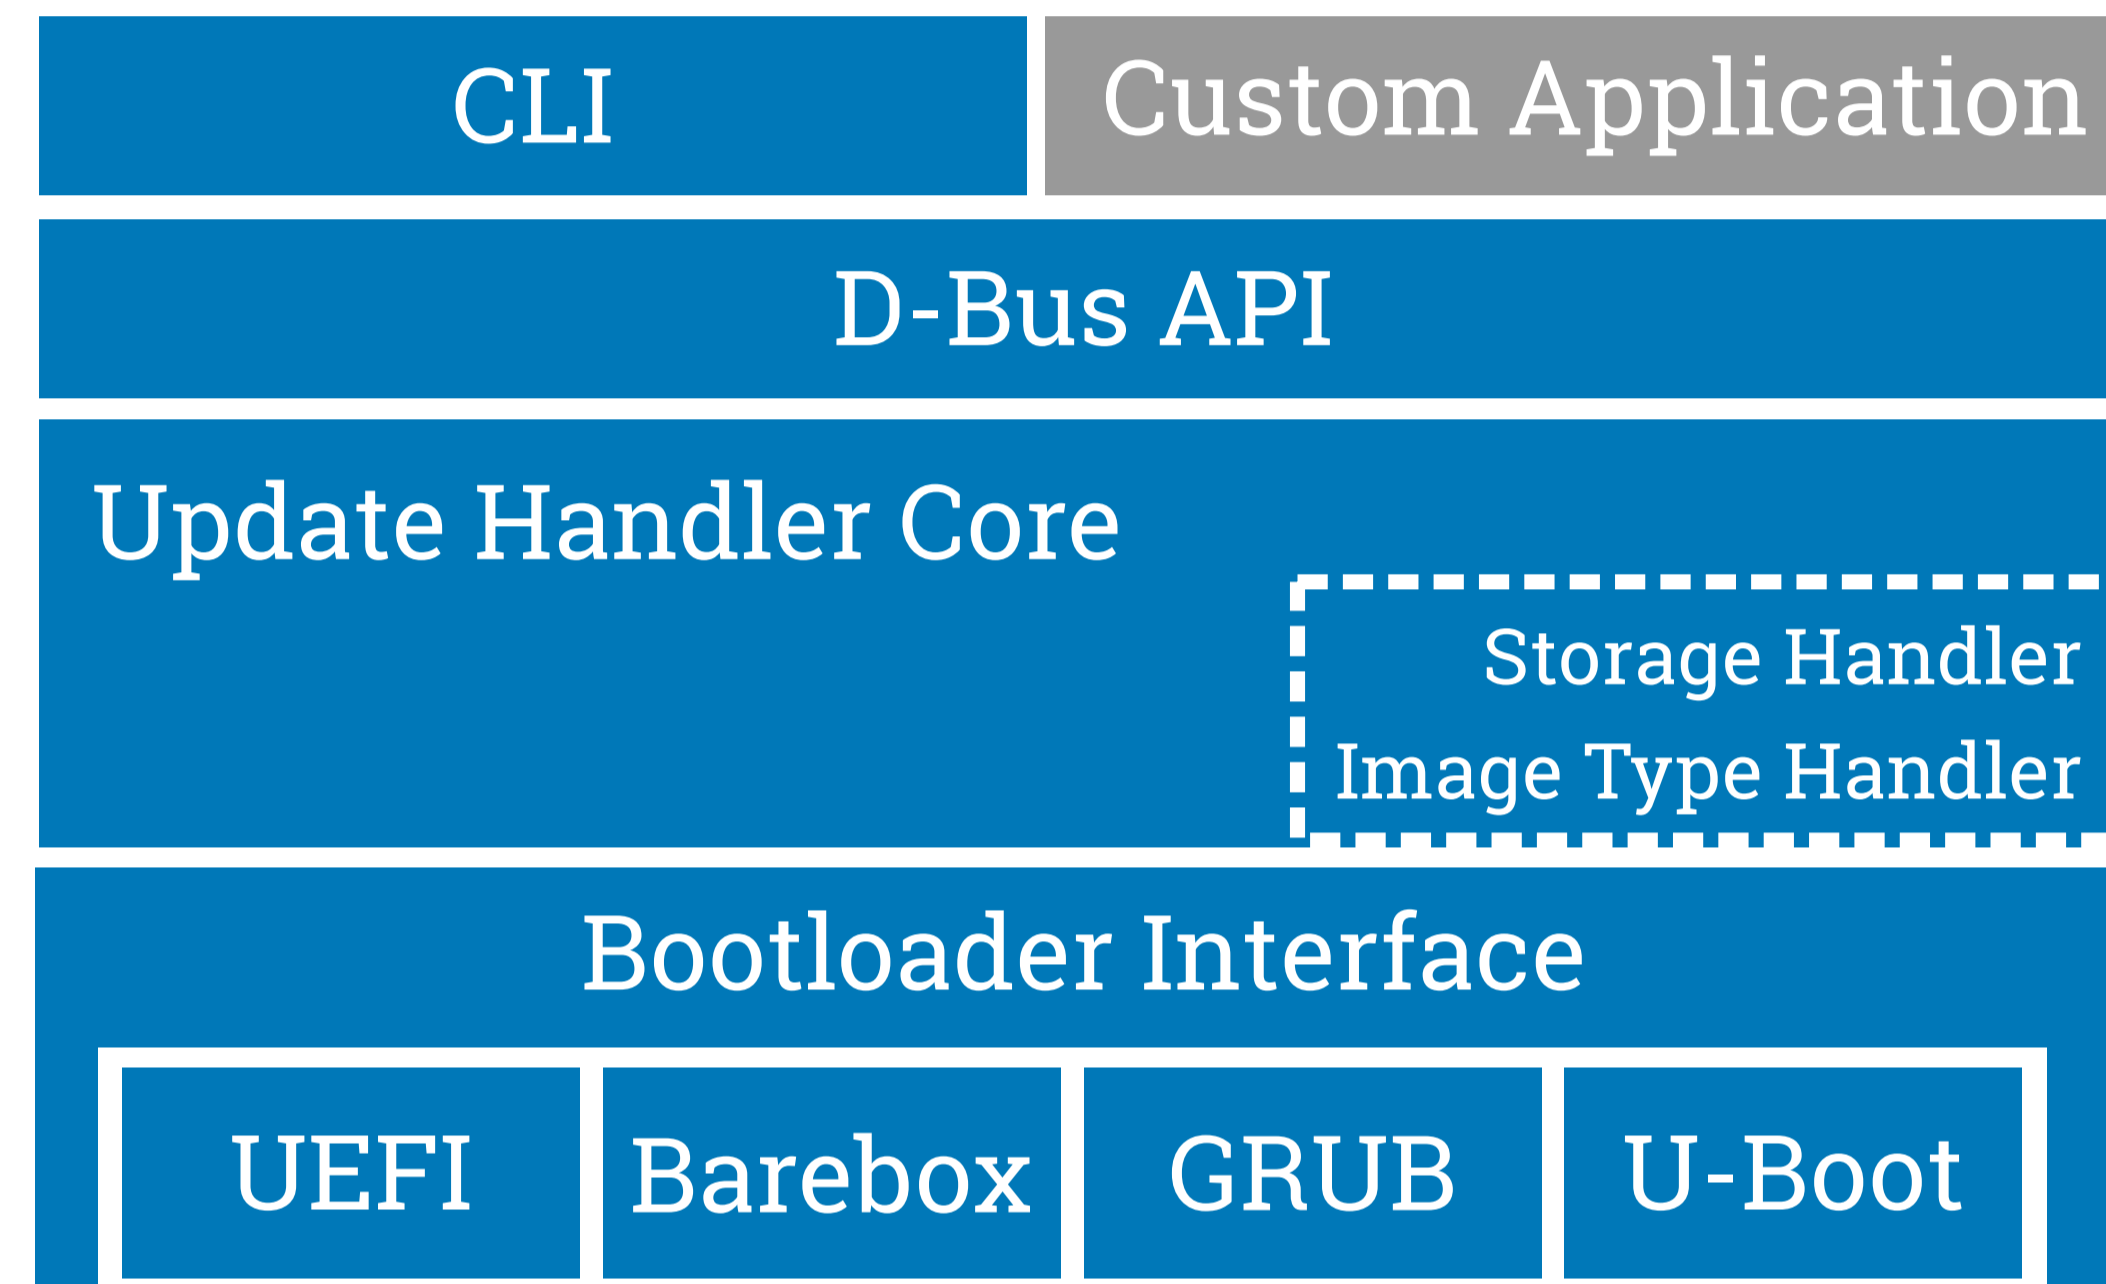 CLI
Custom Application
D-Bus API
Update Handler Core
Storage Handler
Image Type Handler
Bootloader Interface
UEFI
Barebox
GRUB
U-Boot